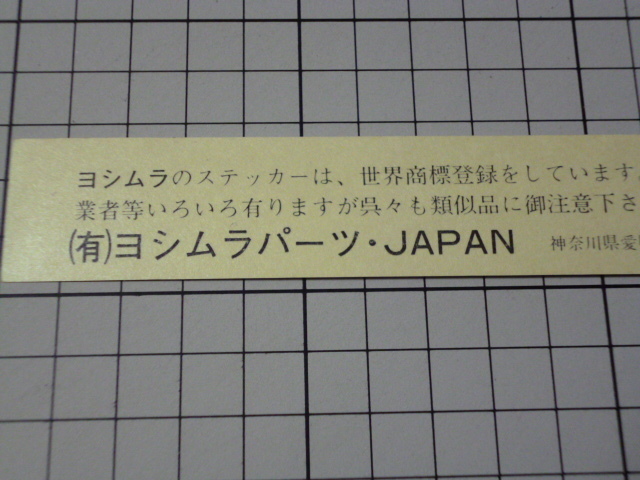 ヨシムラのステッカーは、世界商標登録をしています。
業者等いろいろ有りますが呉々も類似品に御注意下さ
㈲ヨシムラパーツ・JAPAN 神奈川県愛